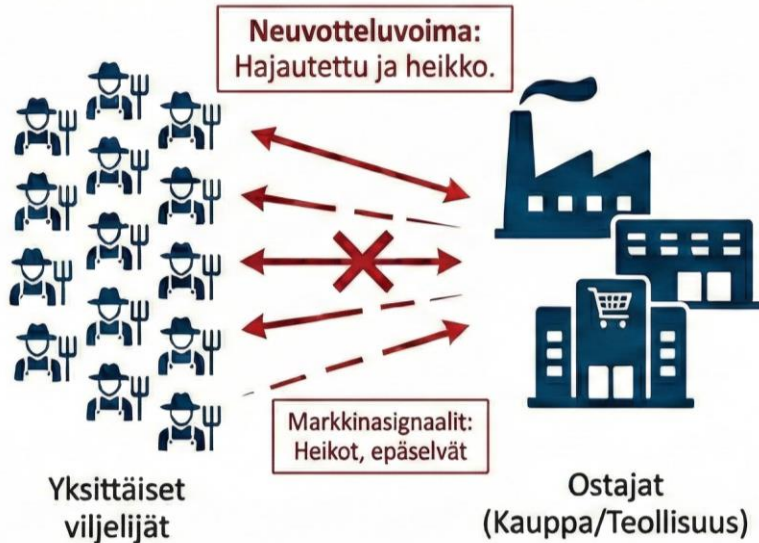 Neuvotteluvoima:
Hajautettu ja heikko.
Markkinasignaalit:
Heikot, epäselvät
Yksittäiset
viljelijät
Ostajat
(Kauppa/Teollisuus)